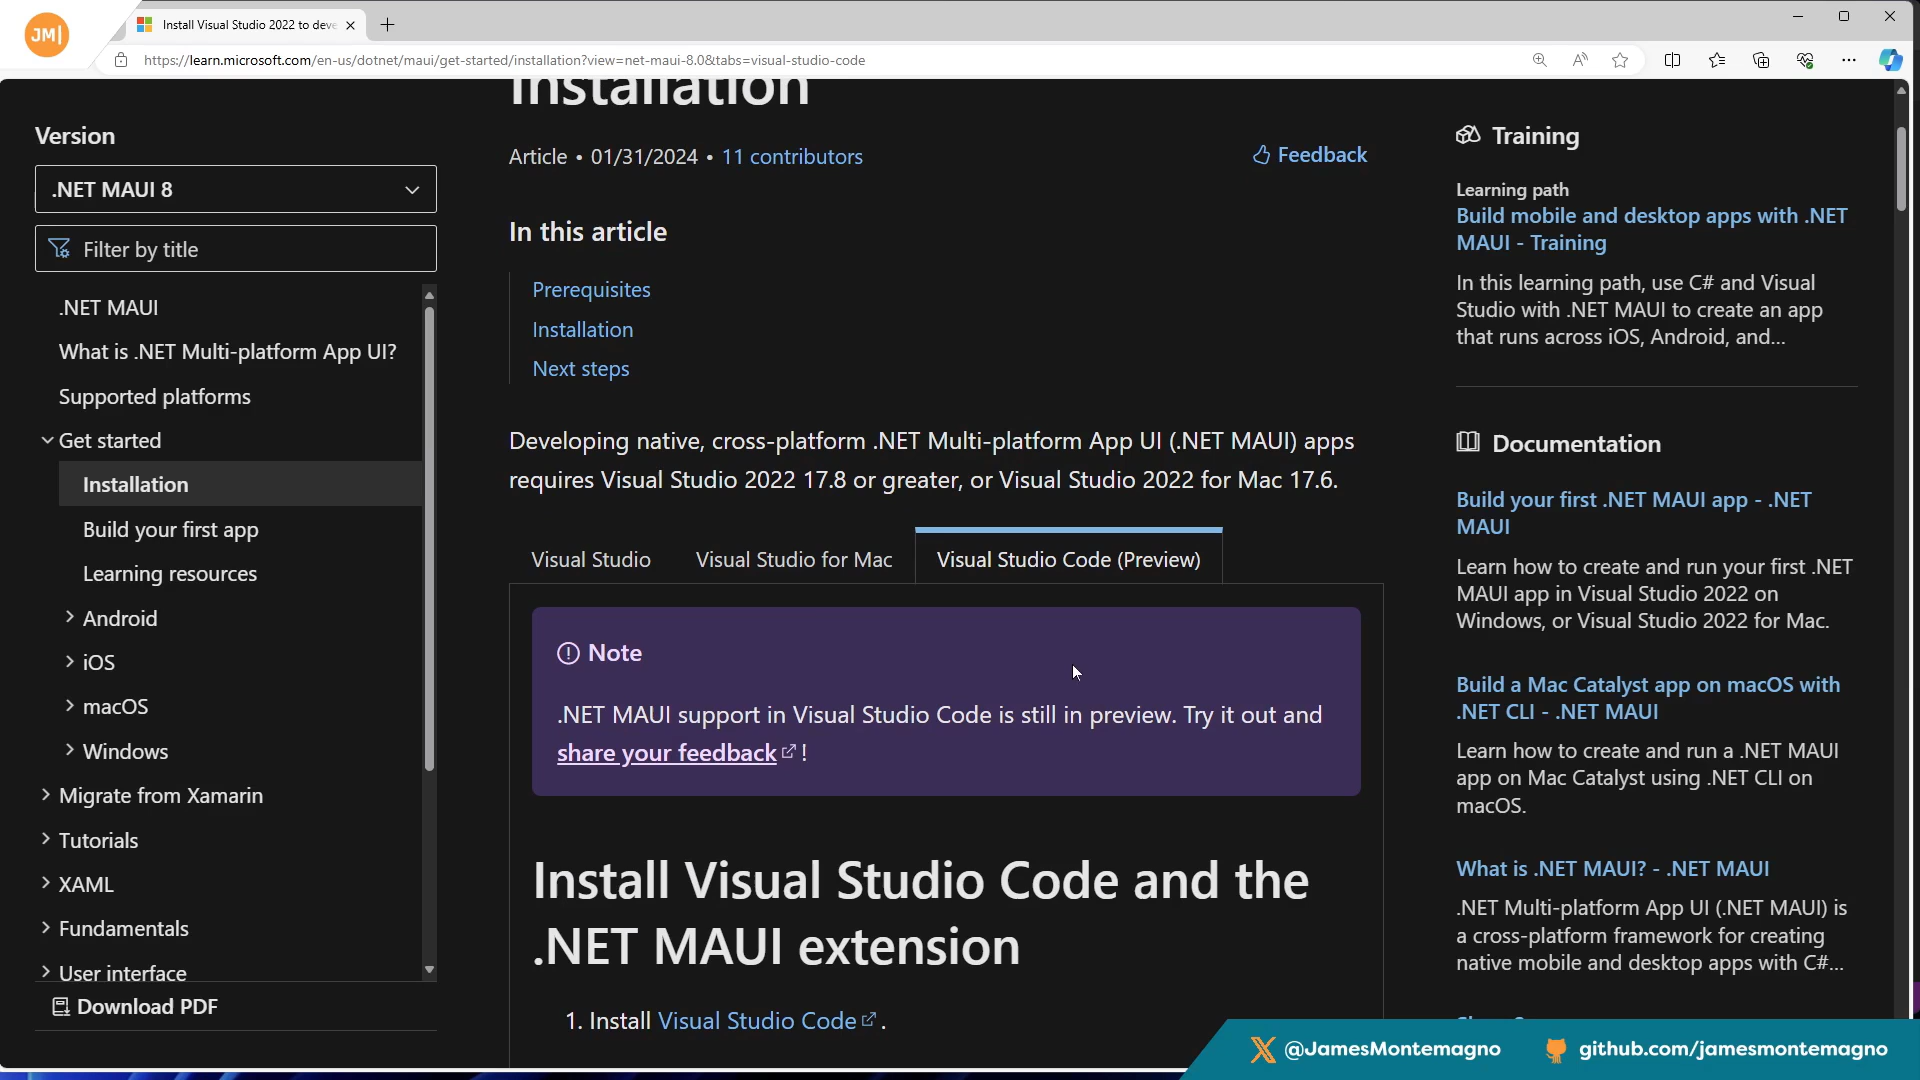 JM|
Install Visual Studio 2022 to deve
https://learn.microsoft.com/en-us/dotnet/maui/get-started/installation?view=net-maui-8.0&tabs=visual-studio-code
Version
.NET MAUI 8
Filter by title
.NET MAUI
What is .NET Multi-platform App UI?
Supported platforms
Get started
Installation
Build your first app
Learning resources
Android
iOS
macOS
Windows
Migrate from Xamarin
Tutorials
XAML
Fundamentals
User interface
Download PDF
Installation
Article • 01/31/2024 • 11 contributors
Feedback
In this article
Prerequisites
Installation
Next steps
Developing native, cross-platform .NET Multi-platform App UI (.NET MAUI) apps
requires Visual Studio 2022 17.8 or greater, or Visual Studio 2022 for Mac 17.6.
Visual Studio
Visual Studio for Mac
Visual Studio Code (Preview)
Note
.NET MAUI support in Visual Studio Code is still in preview. Try it out and
share your feedback !
Install Visual Studio Code and the
.NET MAUI extension
1. Install Visual Studio Code .
Training
Learning path
Build mobile and desktop apps with .NET
MAUI - Training
In this learning path, use C# and Visual
Studio with .NET MAUI to create an app
that runs across iOS, Android, and...
Documentation
Build your first .NET MAUI app - .NET
MAUI
Learn how to create and run your first .NET
MAUI app in Visual Studio 2022 on
Windows, or Visual Studio 2022 for Mac.
Build a Mac Catalyst app on macOS with
.NET CLI - .NET MAUI
Learn how to create and run a .NET MAUI
app on Mac Catalyst using .NET CLI on
macOS.
What is .NET MAUI? - .NET MAUI
.NET Multi-platform App UI (.NET MAUI) is
a cross-platform framework for creating
native mobile and desktop apps with C#...
@JamesMontemagno
github.com/jamesmontemagno